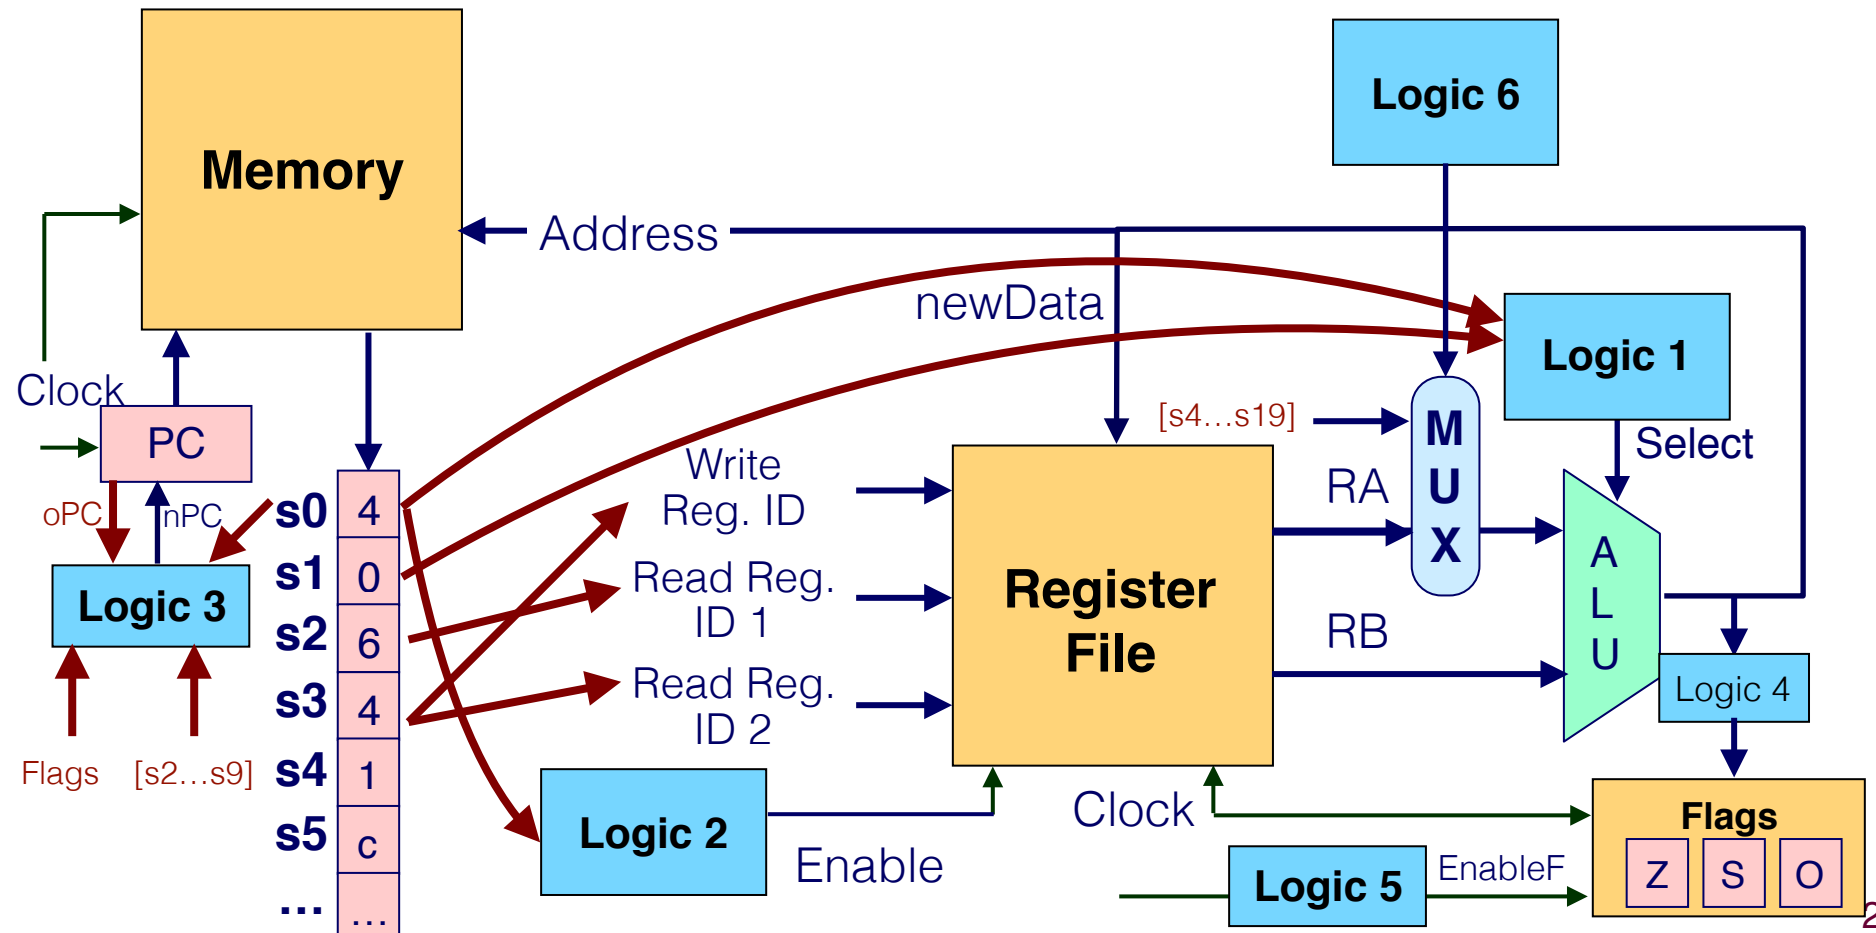 Memory
Logic 6
Address
newData
Logic 1
Clock
PC
[s4...s19]
M
U
X
Select
Write
Reg. ID
RA
oPC
nPC
s0 4
s1 0
s2 6
s3 4
s4 1
s5 c
... ...
Logic 3
Read Reg.
ID 1
Register
File
A
L
U
RB
Read Reg.
ID 2
Logic 4
Flags
[s2...s9]
Logic 2
Enable
Clock
Flags
Z S O
Logic 5
EnableF